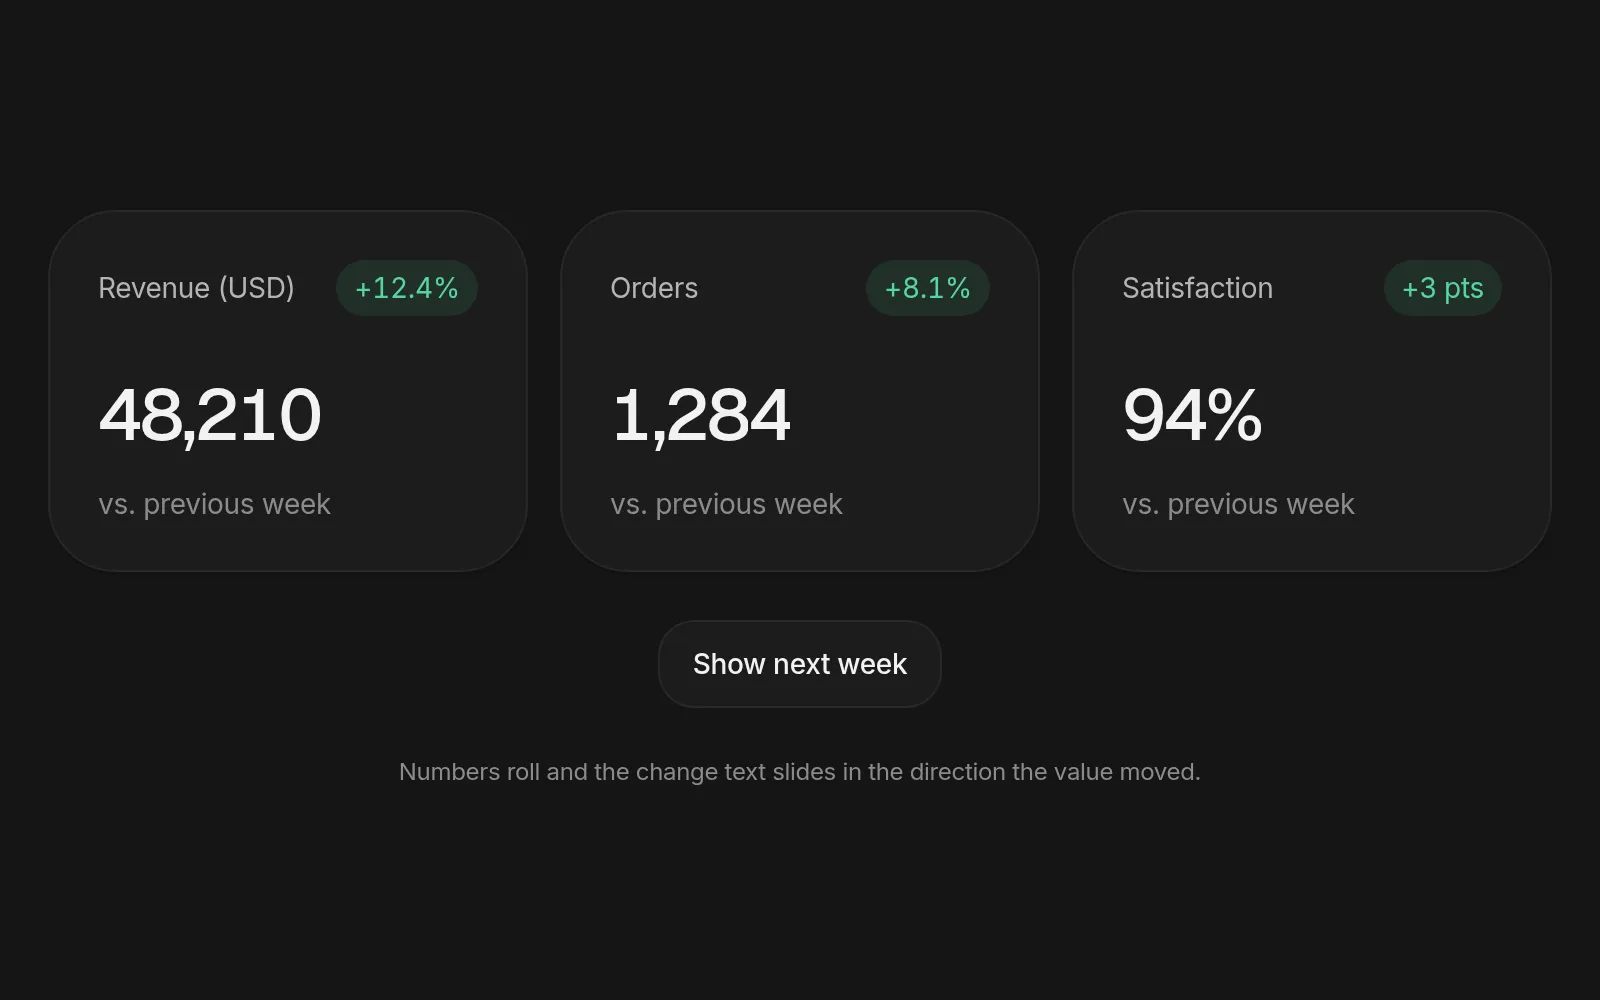 Revenue (USD)
+12.4%
48,210
vs. previous week
Orders
+8.1%
1,284
vs. previous week
Satisfaction
+3 pts
94%
vs. previous week
Show next week
Numbers roll and the change text slides in the direction the value moved.